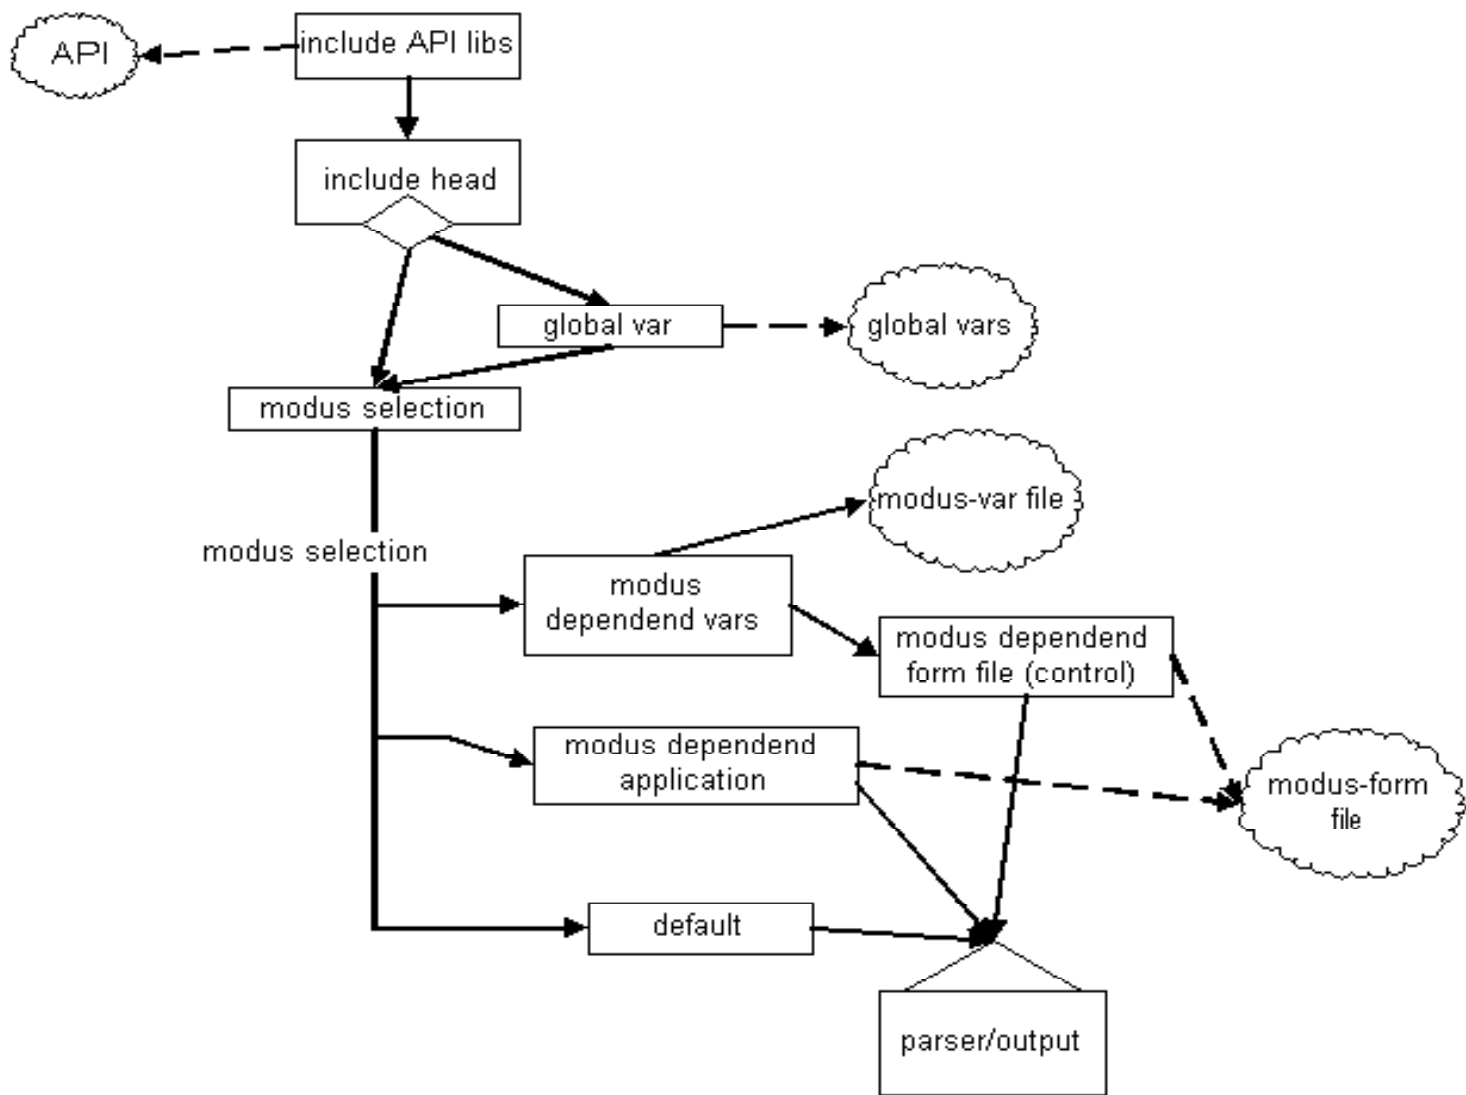 API
include API libs
include head
global var
global vars
modus selection
modus-var file
modus selection
modus
dependend vars
modus dependend
form file (control)
modus dependend
application
modus-form
file
default
parser/output